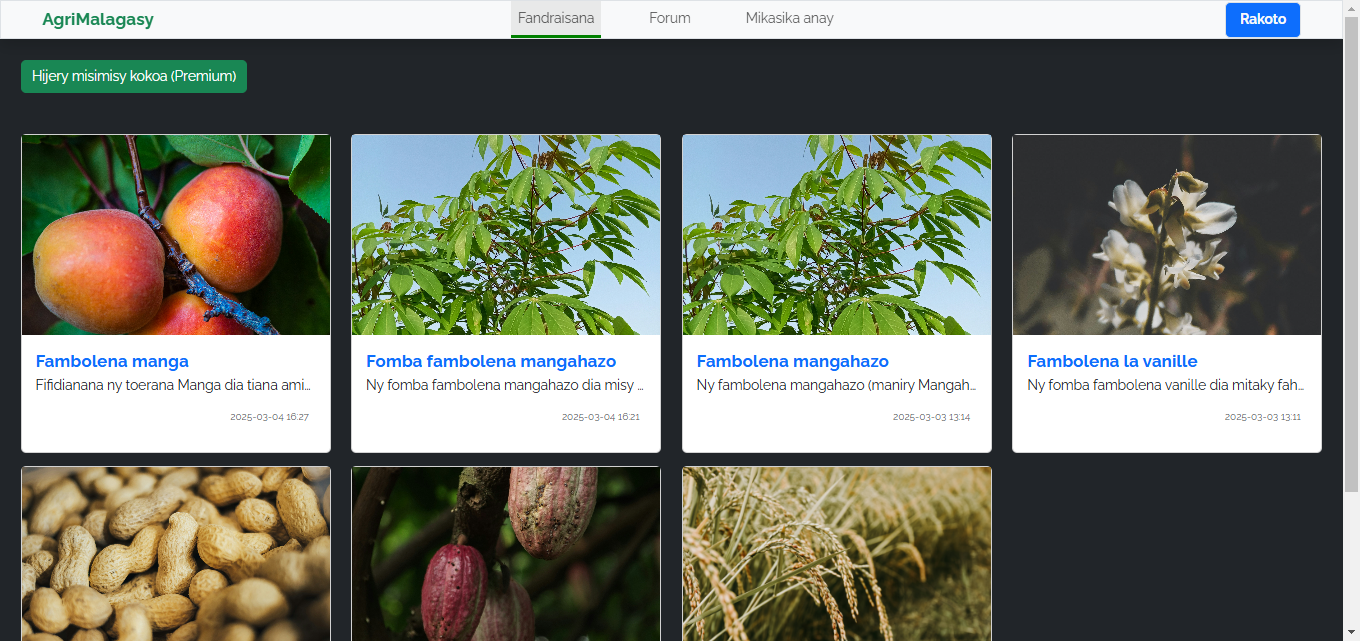 AgriMalagasy
Fandraisana
Forum
Mikasika anay
Rakoto
Hijery misimisy kokoa (Premium)
Fambolena manga
Fifidianana ny toerana Manga dia tiana ami...
2025-03-04 16:27
Fomba fambolena mangahazo
Ny fomba fambolena mangahazo dia misy ...
2025-03-04 16:21
Fambolena mangahazo
Ny fambolena mangahazo (maniry Mangah...
2025-03-03 13:14
Fambolena la vanille
Ny fomba fambolena vanille dia mitaky fah...
2025-03-03 13:11